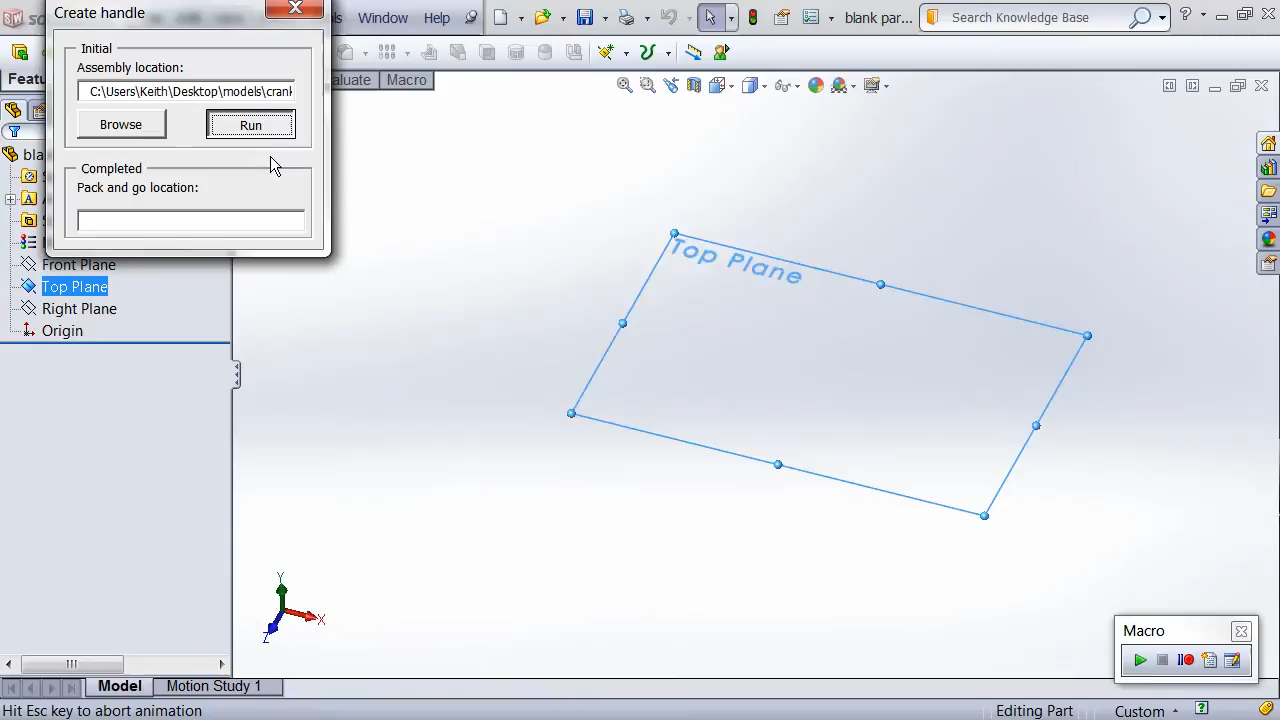 Create handle
Window
Help
blank par...
Search Knowledge Base
Initial
Assembly location:
C:\Users\Keith\Desktop\models\crank
Browse
Run
Completed
Pack and go location:
Macro
Front Plane
Top Plane
Right Plane
Origin
Top Plane
Y
X
Z
Macro
Model
Motion Study 1
Hit Esc key to abort animation
Editing Part
Custom